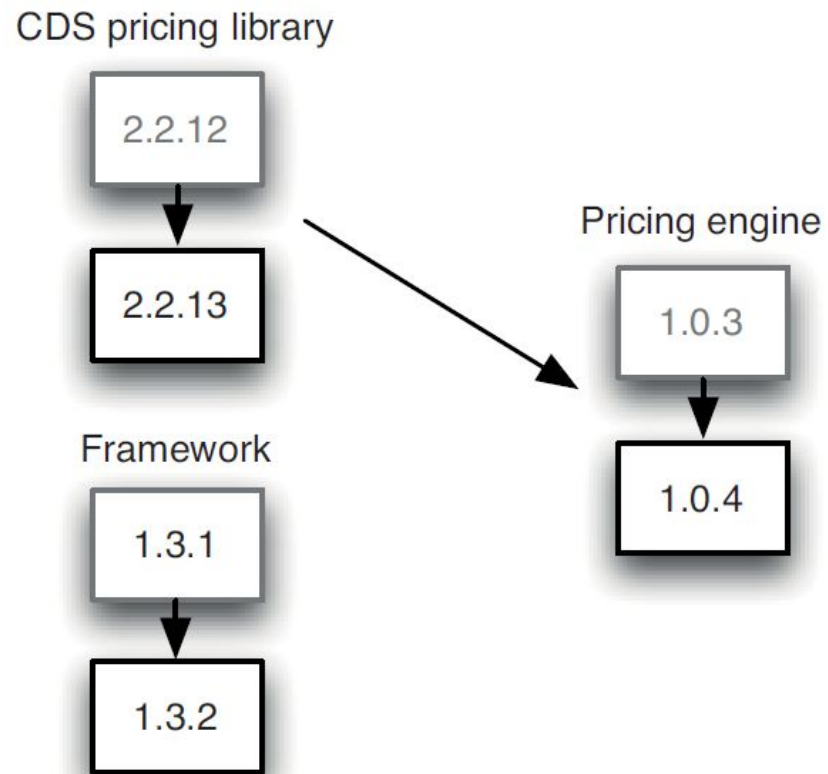 CDS pricing library
2.2.12
2.2.13
Pricing engine
1.0.3
1.0.4
Framework
1.3.1
1.3.2